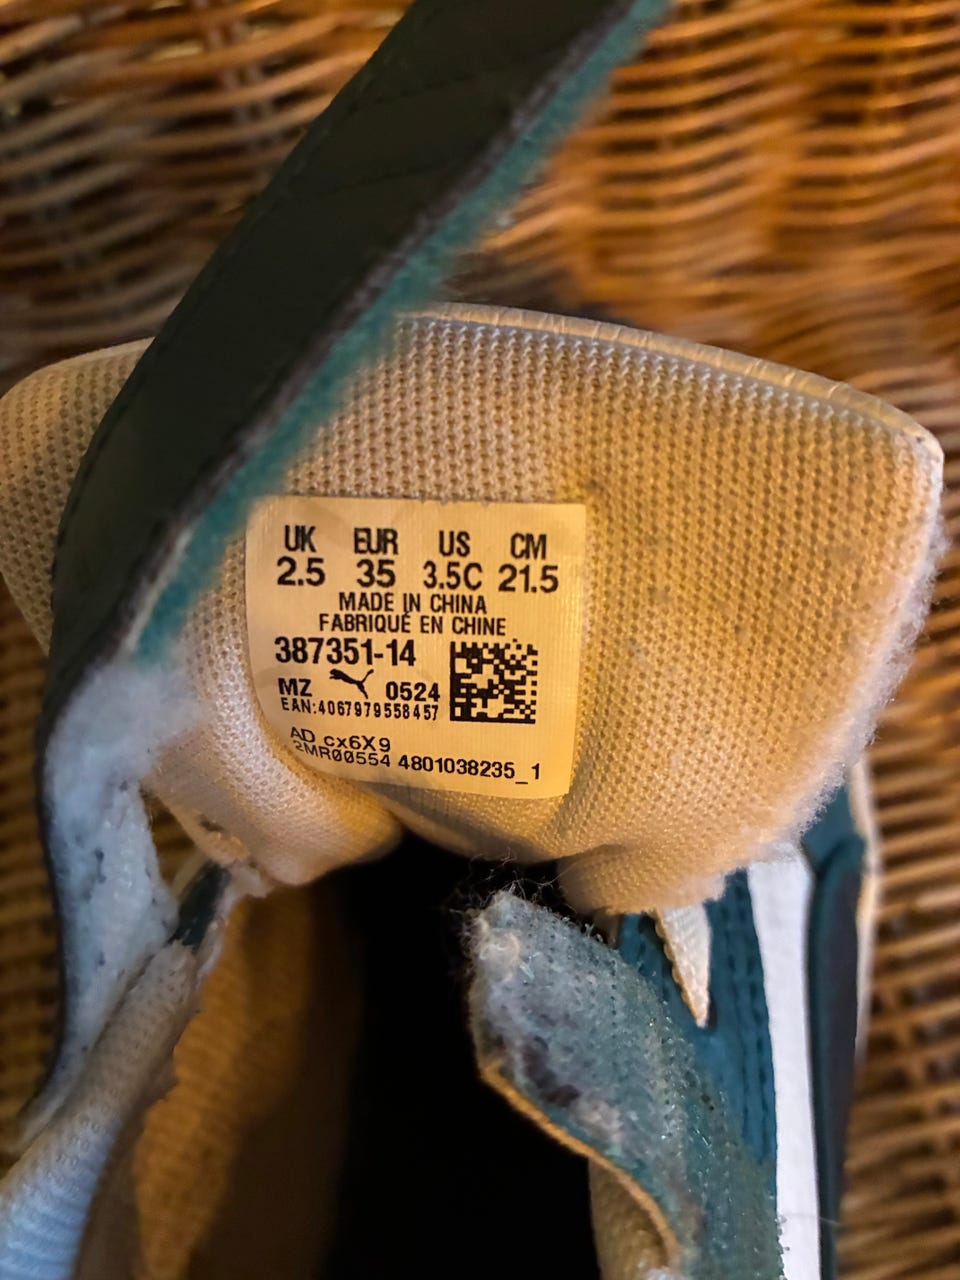 UK EUR US CM
2.5 35 3.5C 21.5
MADE IN CHINA
FABRIQUÉ EN CHINE
387351-14
MZ 0524
EAN:4067979558457
AD cx6X9
2MR00554 4801038235_1